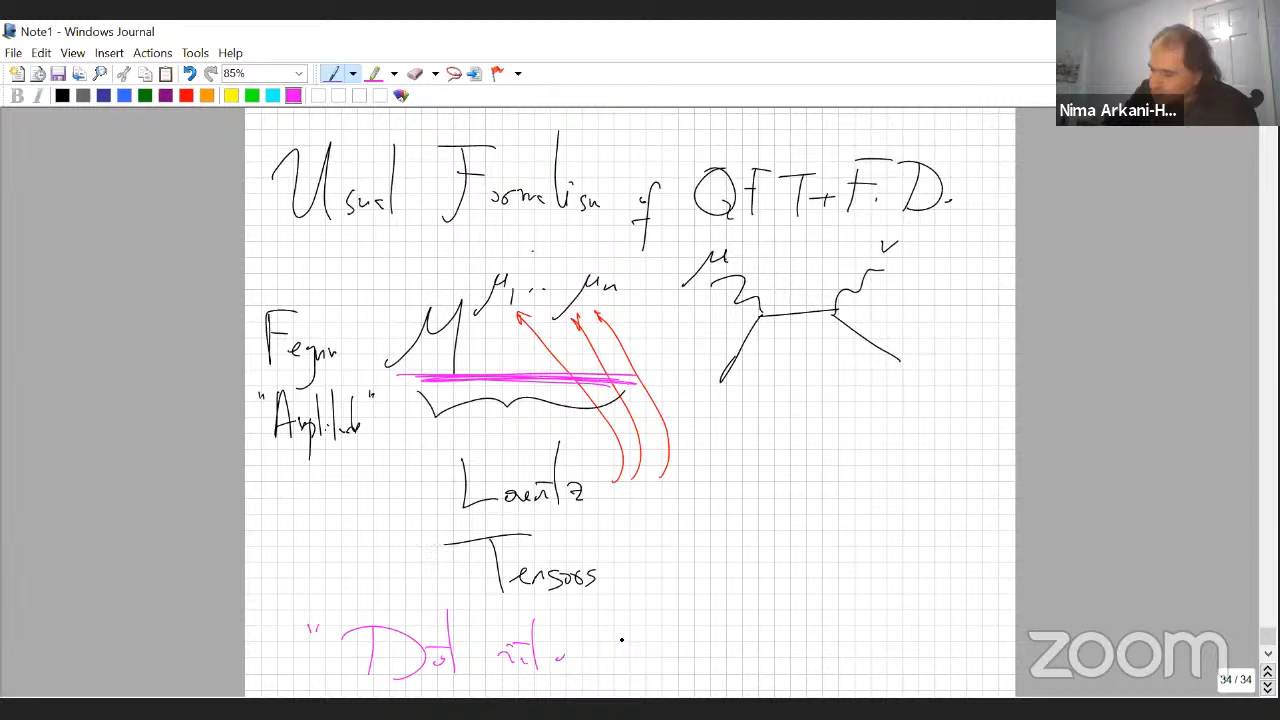 Note1 - Windows Journal
File Edit View Insert Actions Tools Help
85%
B I
Nima Arkani-H...
Usual Formalism of QFT+F.D.
M μ1 .. μn
μ ν
Feyn
"Amplitude"
Lorentz
Tensors
"Dot
zoom
34 / 34